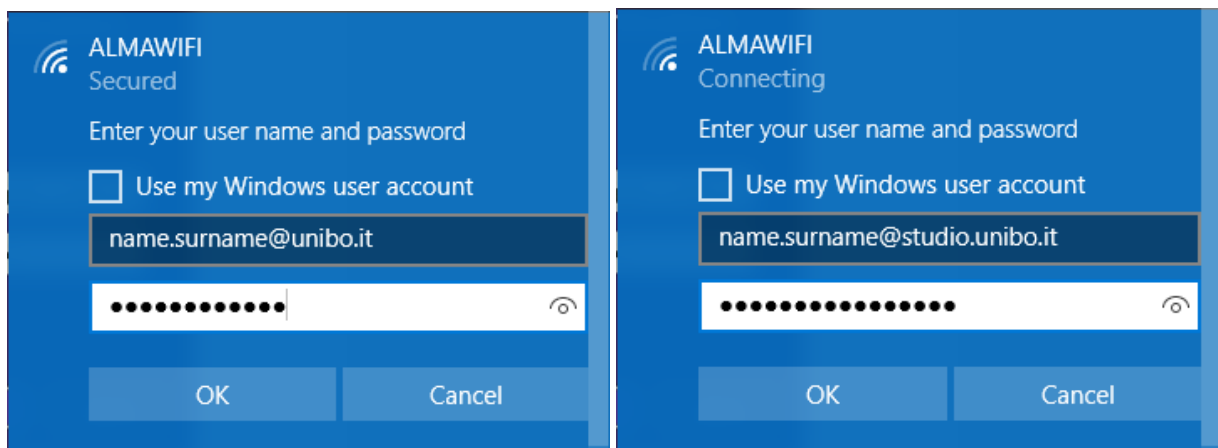 ALMAWIFI
Secured
Enter your user name and password
Use my Windows user account
name.surname@unibo.it
••••••••••••
OK Cancel
ALMAWIFI
Connecting
Enter your user name and password
Use my Windows user account
name.surname@studio.unibo.it
••••••••••••••••
OK Cancel